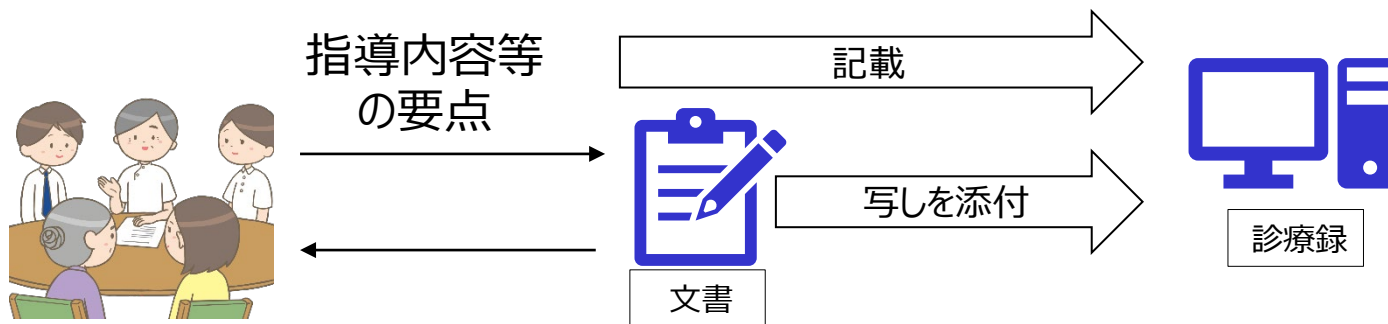 指導内容等
の要点
記載
写しを添付
文書
診療録